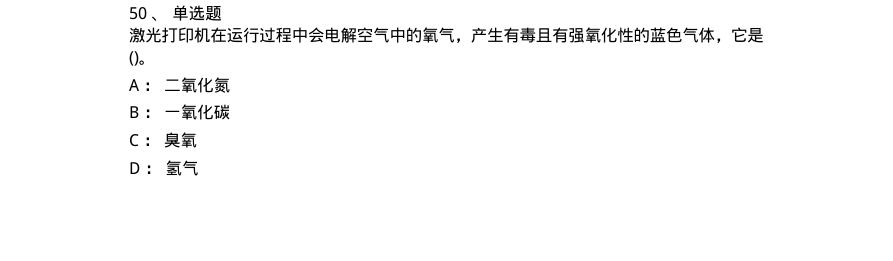 50 、 单选题
激光打印机在运行过程中会电解空气中的氧气，产生有毒且有强氧化性的蓝色气体，它是
()。
A ： 二氧化氮
B ： 一氧化碳
C ： 臭氧
D ： 氢气